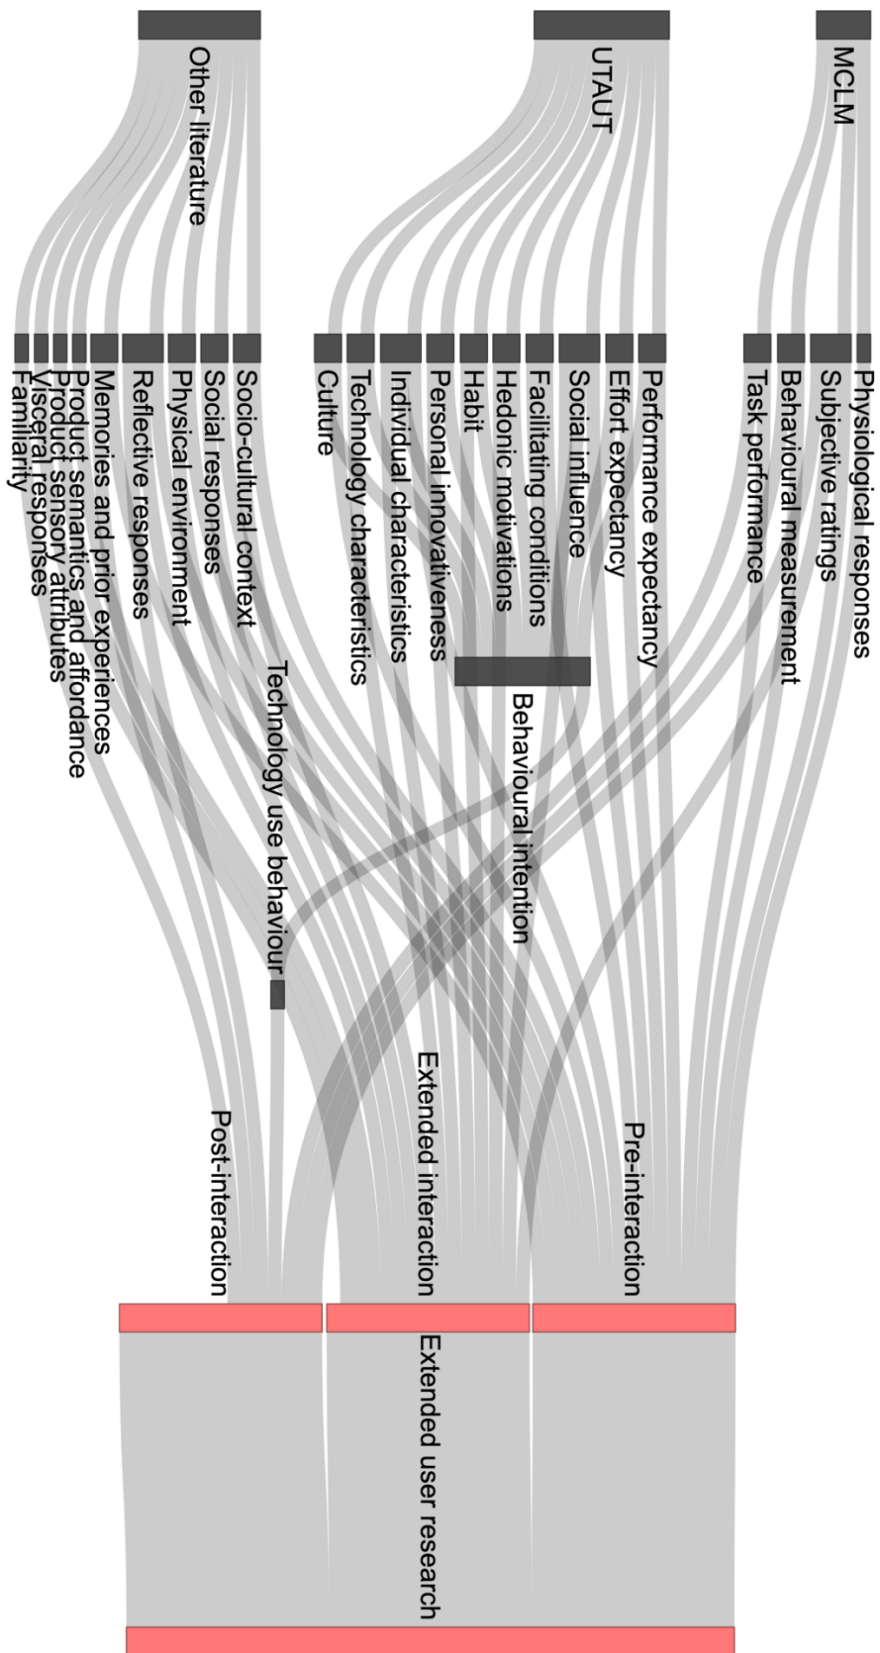 MCLM
UTAUT
Other literature
Physiological responses
Subjective ratings
Behavioural measurement
Task performance
Performance expectancy
Effort expectancy
Social influence
Facilitating conditions
Hedonic motivations
Habit
Personal innovativeness
Individual characteristics
Technology characteristics
Culture
Socio-cultural context
Social responses
Physical environment
Reflective responses
Memories and prior experiences
Product semantics and affordance
Product sensory attributes
Visceral responses
Familiarity
Behavioural intention
Technology use behaviour
Pre-interaction
Extended interaction
Post-interaction
Extended user research